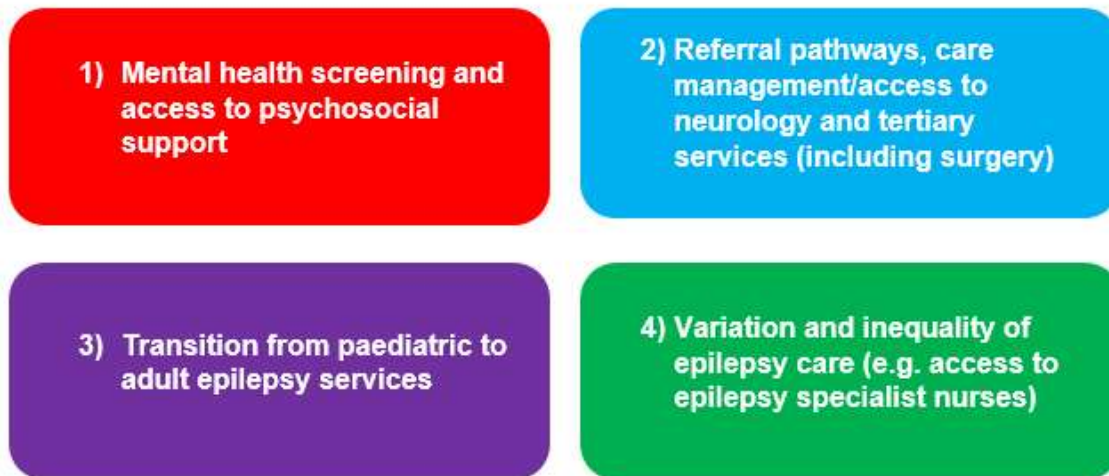 1) Mental health screening and
access to psychosocial
support
2) Referral pathways, care
management/access to
neurology and tertiary
services (including surgery)
3) Transition from paediatric to
adult epilepsy services
4) Variation and inequality of
epilepsy care (e.g. access to
epilepsy specialist nurses)